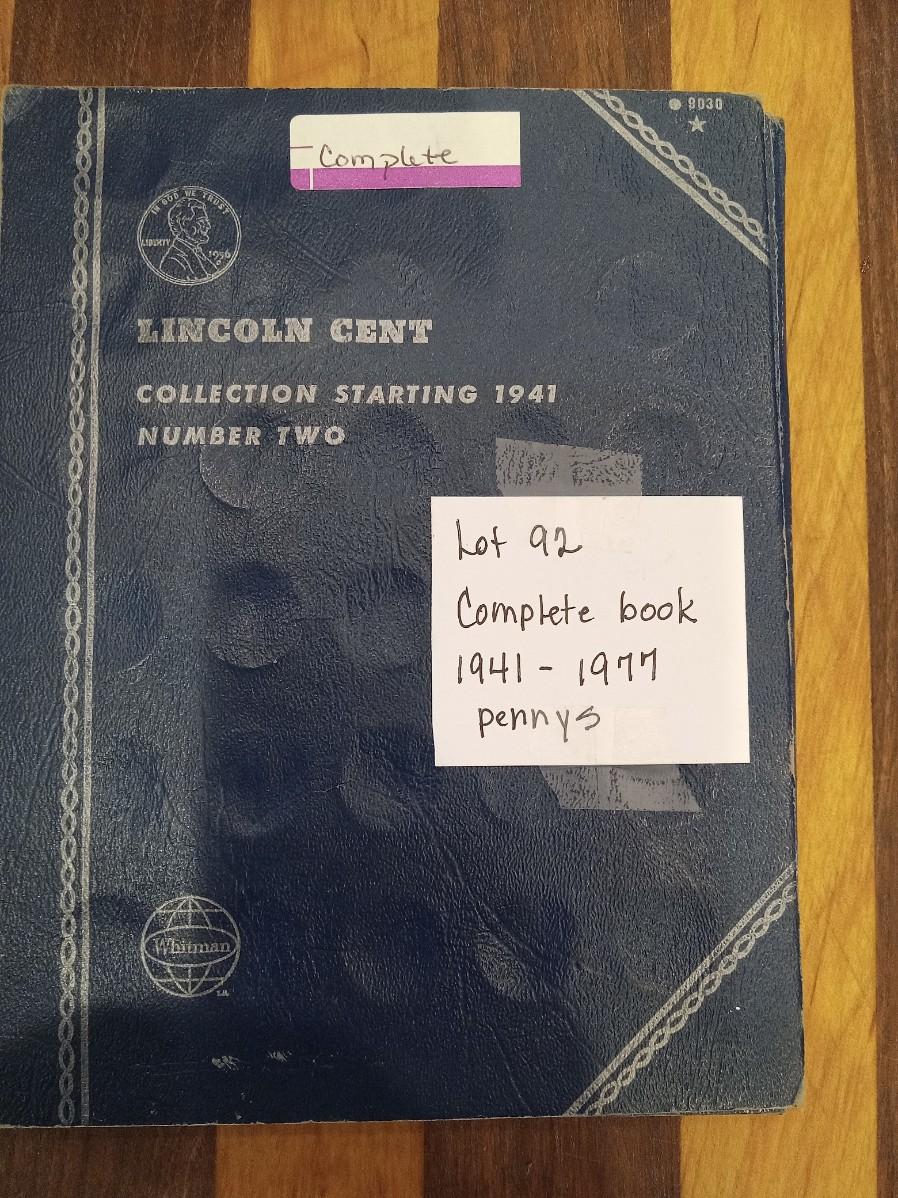 9030
Complete
IN GOD WE TRUST
LIBERTY
1956
LINCOLN CENT
COLLECTION STARTING 1941
NUMBER TWO
Lot 92
Complete book
1941 - 1977
pennys
Whitman